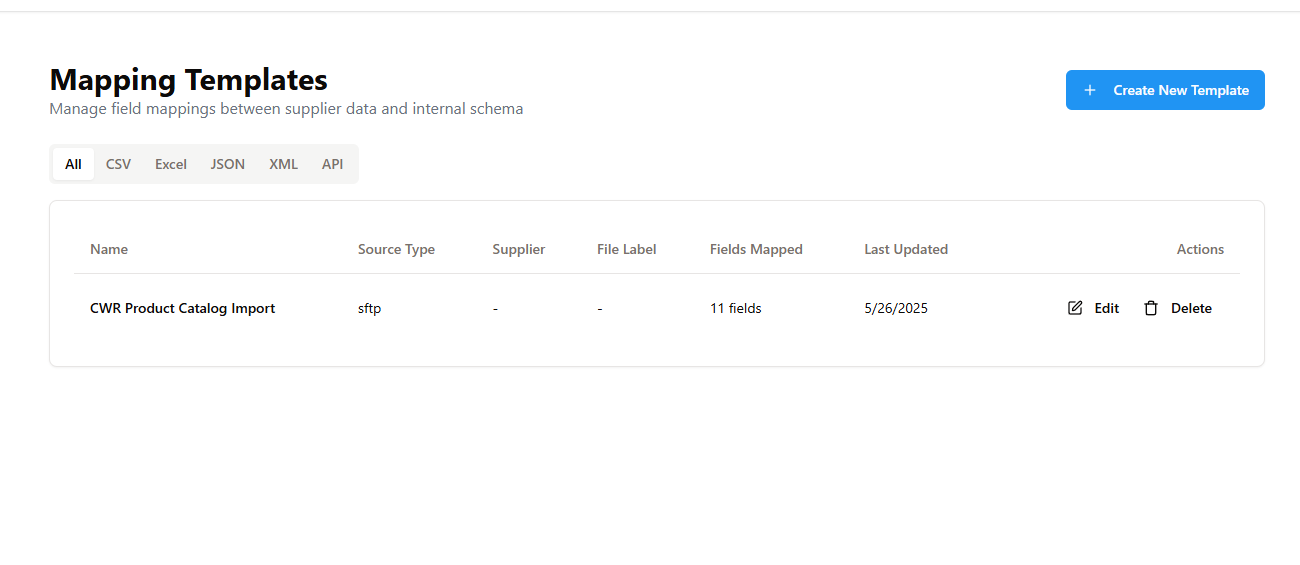 Mapping Templates
Manage field mappings between supplier data and internal schema
+ Create New Template
All CSV Excel JSON XML API
Name Source Type Supplier File Label Fields Mapped Last Updated Actions
CWR Product Catalog Import sftp - - 11 fields 5/26/2025 Edit Delete